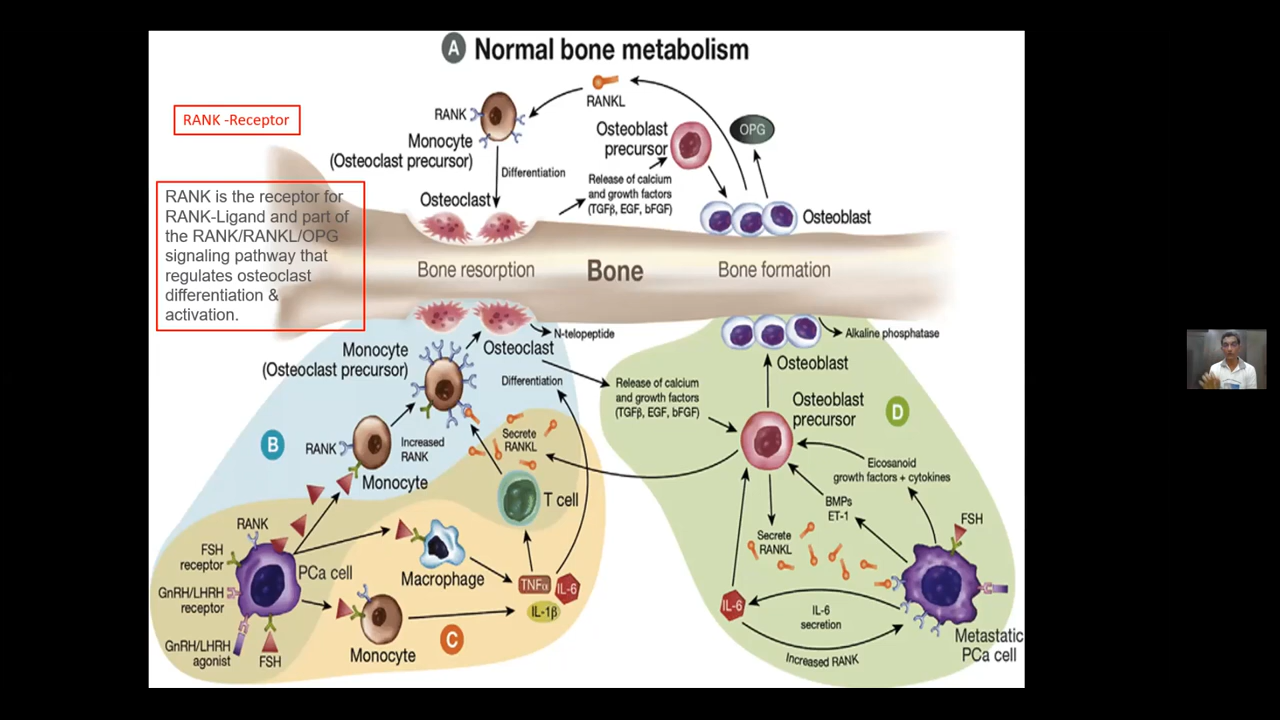 A Normal bone metabolism
RANK -Receptor
RANK is the receptor for
RANK-Ligand and part of
the RANK/RANKL/OPG
signaling pathway that
regulates osteoclast
differentiation &
activation.
RANK
RANKL
Monocyte
(Osteoclast precursor)
Differentiation
Osteoclast
Osteoblast
precursor
OPG
Release of calcium
and growth factors
(TGFβ, EGF, bFGF)
Osteoblast
Bone resorption
Bone
Bone formation
B
Monocyte
(Osteoclast precursor)
Osteoclast
N-telopeptide
Differentiation
RANK
Increased
RANK
Monocyte
Secrete
RANKL
T cell
RANK
FSH
receptor
PCa cell
GnRH/LHRH
receptor
GnRH/LHRH
agonist
FSH
Macrophage
Monocyte
TNFα
IL-6
IL-1β
C
Osteoblast
Alkaline phosphatase
Release of calcium
and growth factors
(TGFβ, EGF, bFGF)
Osteoblast
precursor
D
Eicosanoid
growth factors + cytokines
BMPs
ET-1
FSH
Secrete
RANKL
IL-6
IL-6
secretion
Increased RANK
Metastatic
PCa cell